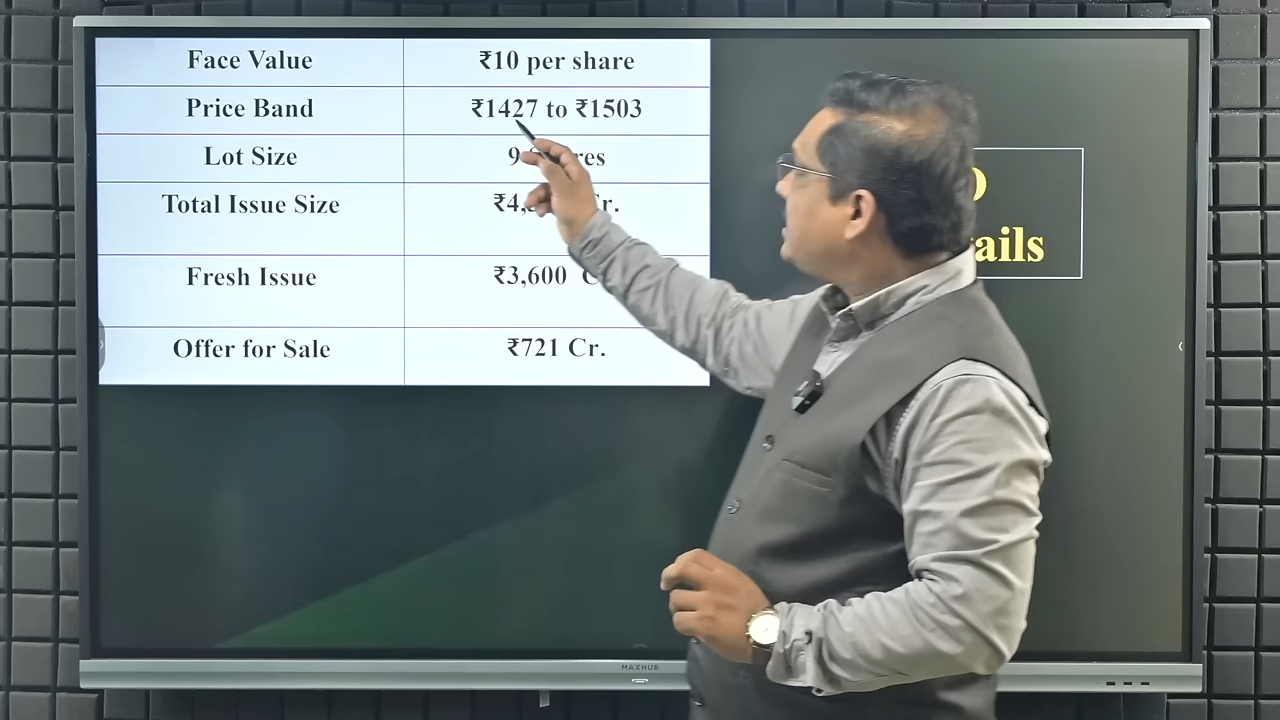 Face Value ₹10 per share
Price Band ₹1427 to ₹1503
Lot Size
Total Issue Size
Fresh Issue ₹3,600
Offer for Sale ₹721 Cr.
MAXHUB